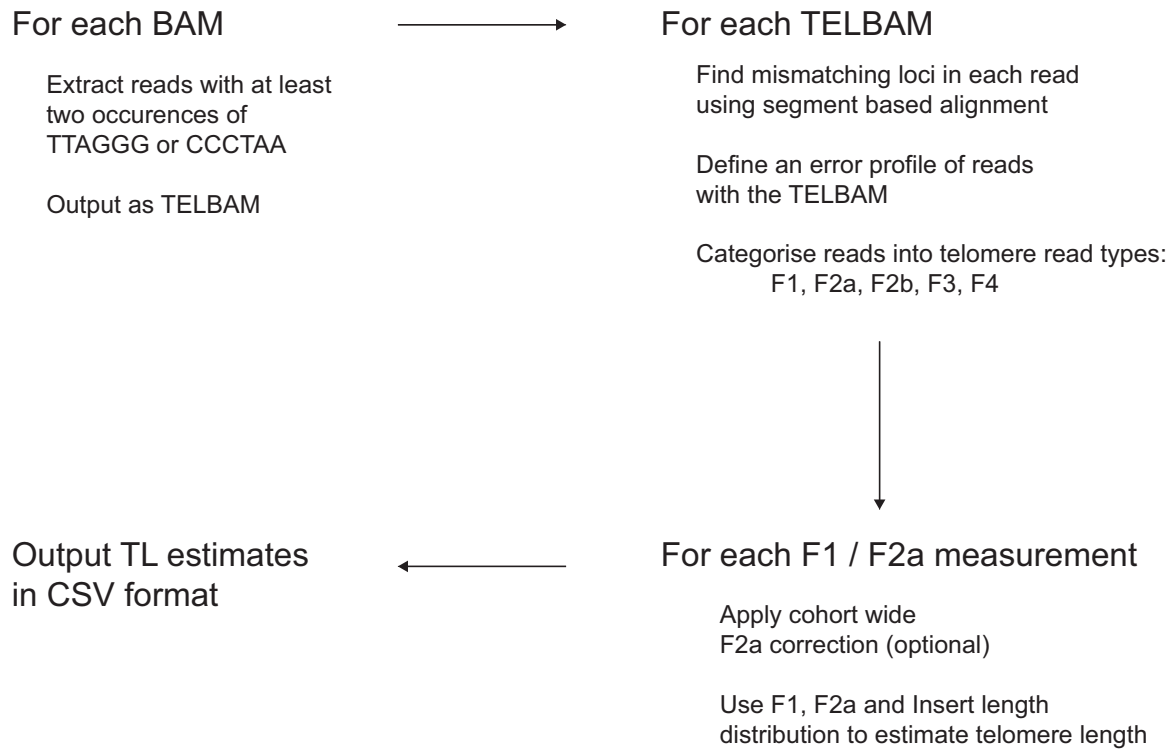 For each BAM
Extract reads with at least
two occurences of
TTAGGG or CCCTAA
Output as TELBAM
For each TELBAM
Find mismatching loci in each read
using segment based alignment
Define an error profile of reads
with the TELBAM
Categorise reads into telomere read types:
F1, F2a, F2b, F3, F4
For each F1 / F2a measurement
Apply cohort wide
F2a correction (optional)
Use F1, F2a and Insert length
distribution to estimate telomere length
Output TL estimates
in CSV format